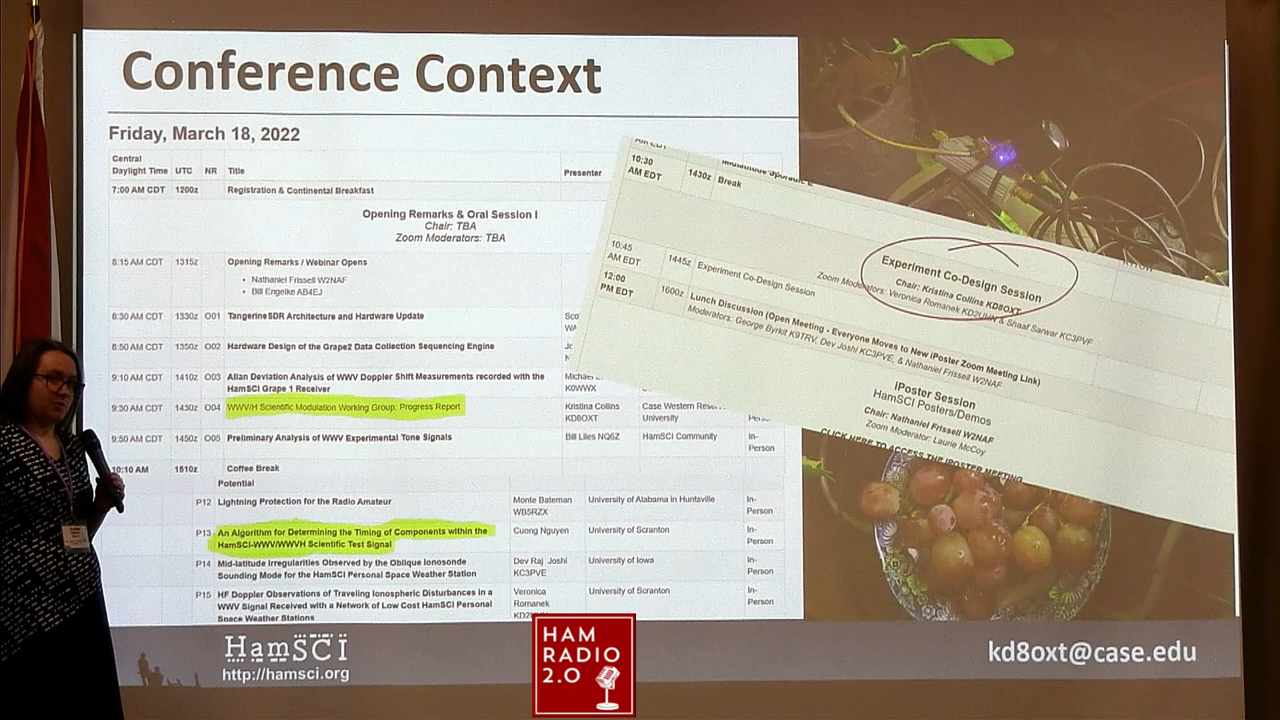 Conference Context
Friday, March 18, 2022
Central
Daylight Time UTC NR Title Presenter
7:00 AM CDT 1200z Registration & Continental Breakfast
Opening Remarks & Oral Session I
Chair: TBA
Zoom Moderators: TBA
8:15 AM CDT 1315z Opening Remarks / Webinar Opens
• Nathaniel Frissell W2NAF
• Bill Engelke AB4EJ
8:30 AM CDT 1330z O01 TangerineSDR Architecture and Hardware Update
8:50 AM CDT 1350z O02 Hardware Design of the Grape2 Data Collection Sequencing Engine
9:10 AM CDT 1410z O03 Allan Deviation Analysis of WWV Doppler Shift Measurements recorded with the Michael
HamSCI Grape 1 Receiver K0WWX
9:30 AM CDT 1430z O04 WWV/H Scientific Modulation Working Group: Progress Report Kristina Collins Case Western
KD8OXT University
9:50 AM CDT 1450z O05 Preliminary Analysis of WWV Experimental Tone Signals Bill Liles NQ6Z HamSCI Community In-
Person
10:10 AM 1510z Coffee Break
Potential
P12 Lightning Protection for the Radio Amateur Monte Bateman University of Alabama in Huntsville In-
WB5RZX Person
P13 An Algorithm for Determining the Timing of Components within the Cuong Nguyen University of Scranton In-
HamSCI-WWV/WWVH Scientific Test Signal Person
P14 Mid-latitude Irregularities Observed by the Oblique Ionosonde Dev Raj Joshi University of Iowa In-
Sounding Mode for the HamSCI Personal Space Weather Station KC3PVE Person
P15 HF Doppler Observations of Traveling Ionospheric Disturbances in a Veronica University of Scranton In-
WWV Signal Received with a Network of Low Cost HamSCI Personal Romanek Person
Space Weather Stations
10:30
AM EDT 1430z Break
10:45
AM EDT 1445z Experiment Co-Design Session
Experiment Co-Design Session
Chair: Kristina Collins KD8OXT
Zoom Moderators: Veronica Romanek KD2UHN & Shaaf Sarwar KC3PVF
12:00
PM EDT 1600z Lunch Discussion (Open Meeting - Everyone Moves to New iPoster Zoom Meeting Link)
Moderators: George Byrkit K9TRV, Dev Joshi KC3PVE, & Nathaniel Frissell W2NAF
iPoster Session
HamSCI Posters/Demos
Chair: Nathaniel Frissell W2NAF
Zoom Moderator: Laurie McCoy
CLICK HERE TO ACCESS THE IPOSTER MEETING
HamSCI
http://hamsci.org
HAM
RADIO
2.0
kd8oxt@case.edu